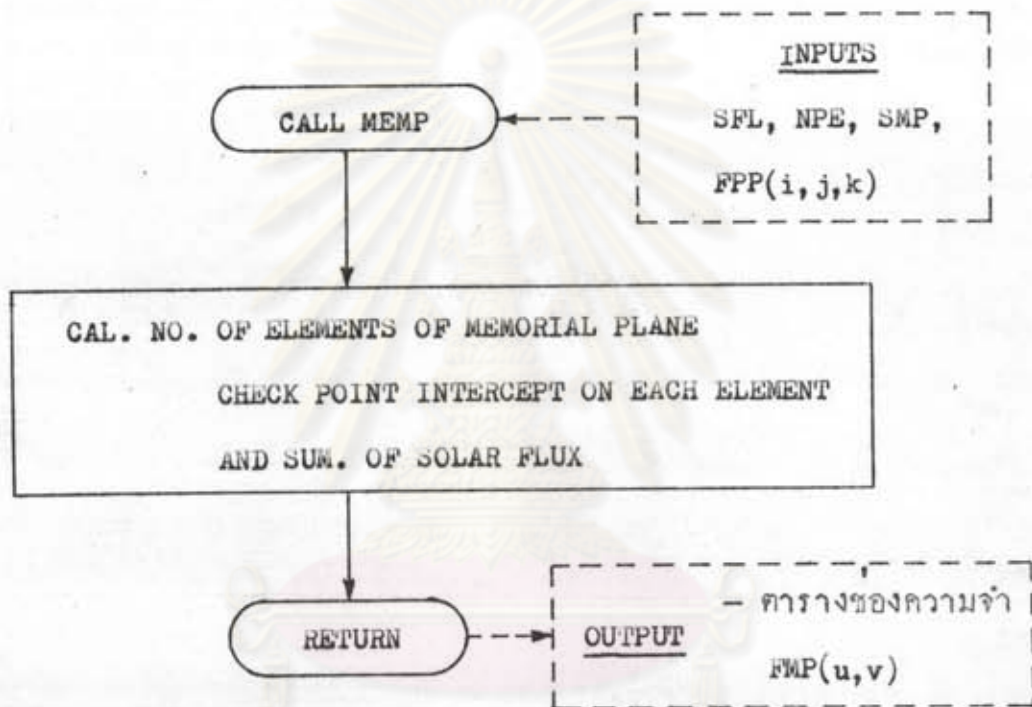 INPUTS
CALL MEMP
SFL, NPE, SMP,
FPP(i,j,k)
CAL. NO. OF ELEMENTS OF MEMORIAL PLANE
CHECK POINT INTERCEPT ON EACH ELEMENT
AND SUM. OF SOLAR FLUX
- ตารางช่องความจำ
RETURN
OUTPUT
FMP(u,v)